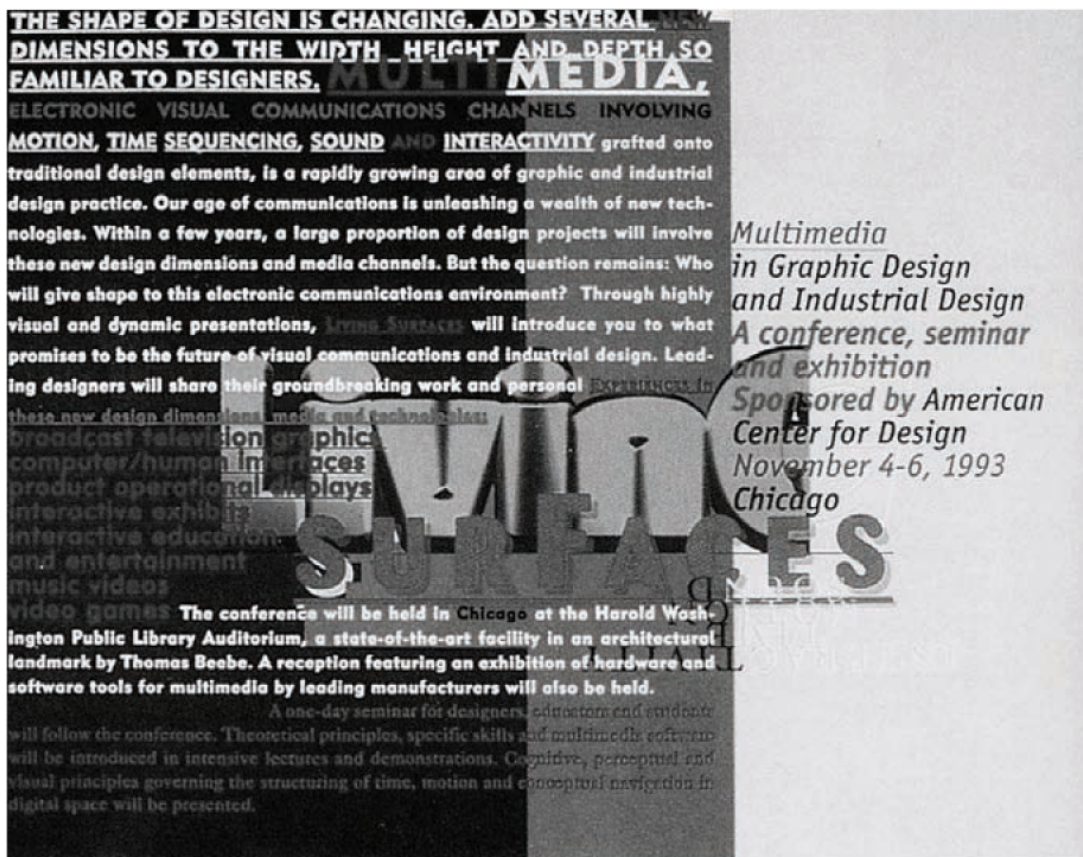 THE SHAPE OF DESIGN IS CHANGING. ADD SEVERAL NEW
DIMENSIONS TO THE WIDTH, HEIGHT AND DEPTH SO
FAMILIAR TO DESIGNERS. MULTIMEDIA,
ELECTRONIC VISUAL COMMUNICATIONS CHANNELS INVOLVING
MOTION, TIME SEQUENCING, SOUND AND INTERACTIVITY grafted onto
traditional design elements, is a rapidly growing area of graphic and industrial
design practice. Our age of communications is unleashing a wealth of new tech-
nologies. Within a few years, a large proportion of design projects will involve
these new design dimensions and media channels. But the question remains: Who
will give shape to this electronic communications environment? Through highly
visual and dynamic presentations, Living Surfaces will introduce you to what
promises to be the future of visual communications and industrial design. Lead-
ing designers will share their groundbreaking work and personal Experiences in
these new design dimensions, media and technologies:
broadcast television graphics
computer/human interfaces
product operational displays
interactive exhibits
interactive education
and entertainment
music videos
video games
The conference will be held in Chicago at the Harold Wash-
ington Public Library Auditorium, a state-of-the-art facility in an architectural
landmark by Thomas Beebe. A reception featuring an exhibition of hardware and
software tools for multimedia by leading manufacturers will also be held.
A one-day seminar for designers, educators and students
will follow the conference. Theoretical principles, specific skills and multimedia software
will be introduced in intensive lectures and demonstrations. Cognitive, perceptual and
visual principles governing the structuring of time, motion and conceptual navigation in
digital space will be presented.
LiViNG
SURFACES
Multimedia
in Graphic Design
and Industrial Design
A conference, seminar
and exhibition
Sponsored by American
Center for Design
November 4-6, 1993
Chicago